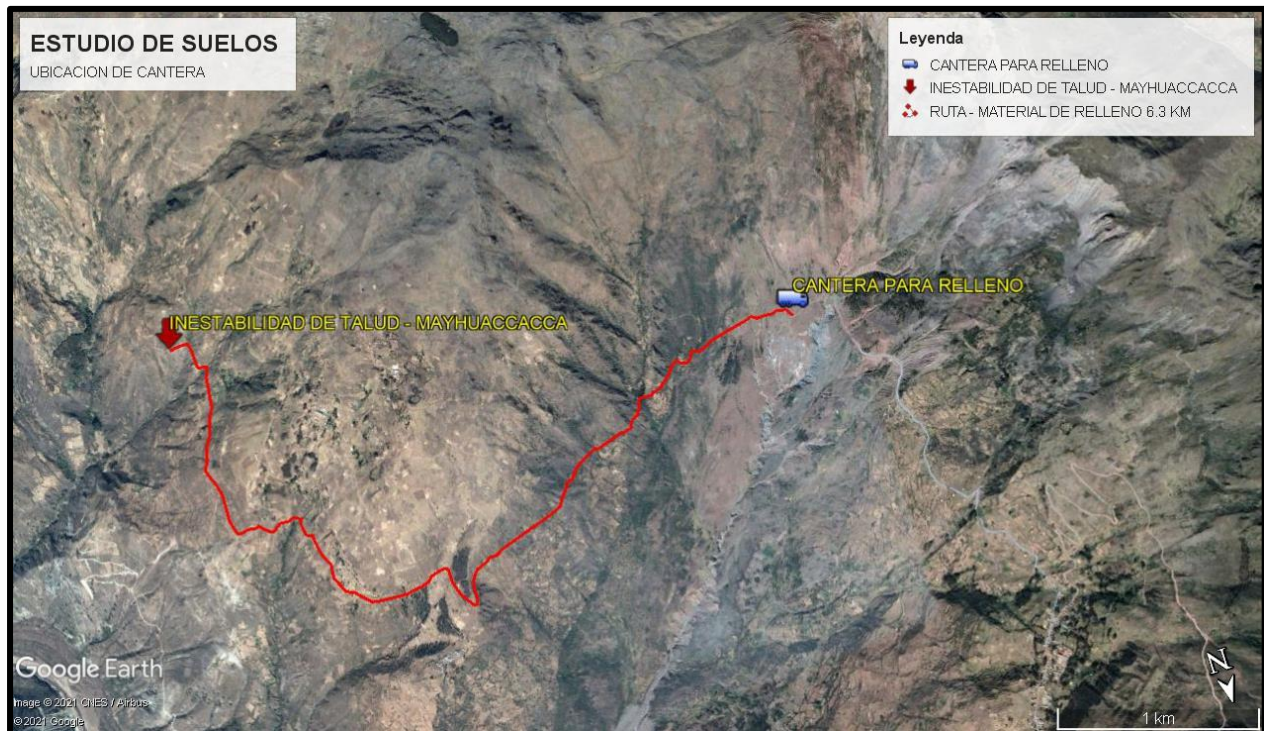 ESTUDIO DE SUELOS
UBICACION DE CANTERA
Leyenda
CANTERA PARA RELLENO
INESTABILIDAD DE TALUD - MAYHUACCACCA
RUTA - MATERIAL DE RELLENO 6.3 KM
CANTERA PARA RELLENO
INESTABILIDAD DE TALUD - MAYHUACCACCA
Google Earth
Image © 2021 CNES / Airbus
© 2021 Google
N
1 km